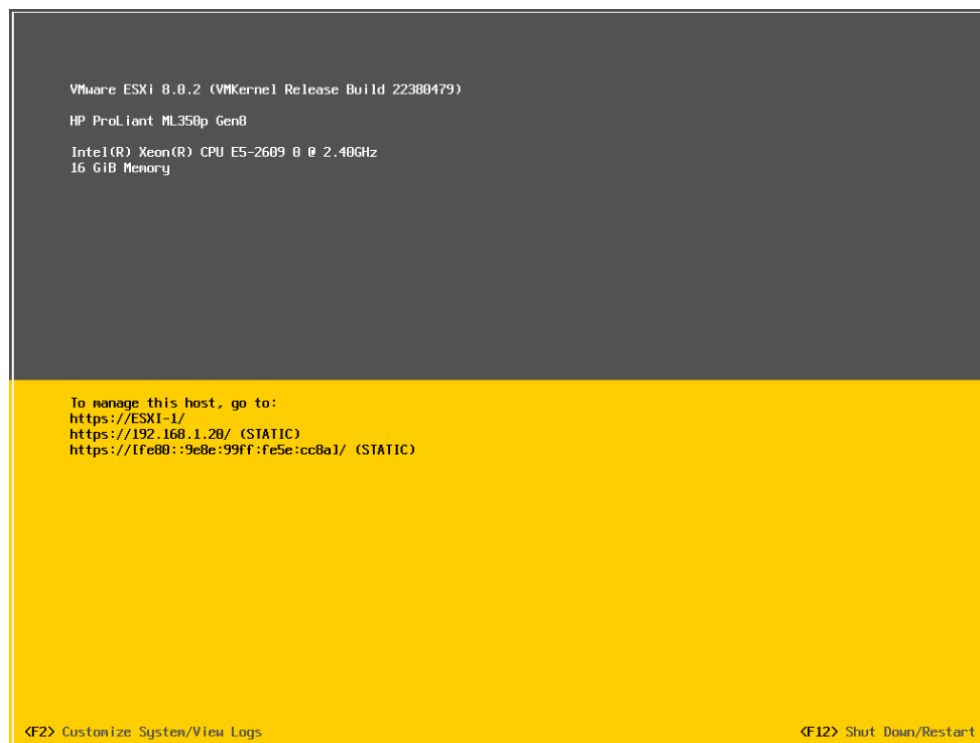 VMware ESXi 8.0.2 (VMKernel Release Build 22380479)
HP ProLiant ML350p Gen8
Intel(R) Xeon(R) CPU E5-2609 0 @ 2.40GHz
16 GiB Memory
To manage this host, go to:
https://ESXI-1/
https://192.168.1.20/ (STATIC)
https://[fe80::9e8e:99ff:fe5e:cc8a]/ (STATIC)
<F2> Customize System/View Logs
<F12> Shut Down/Restart